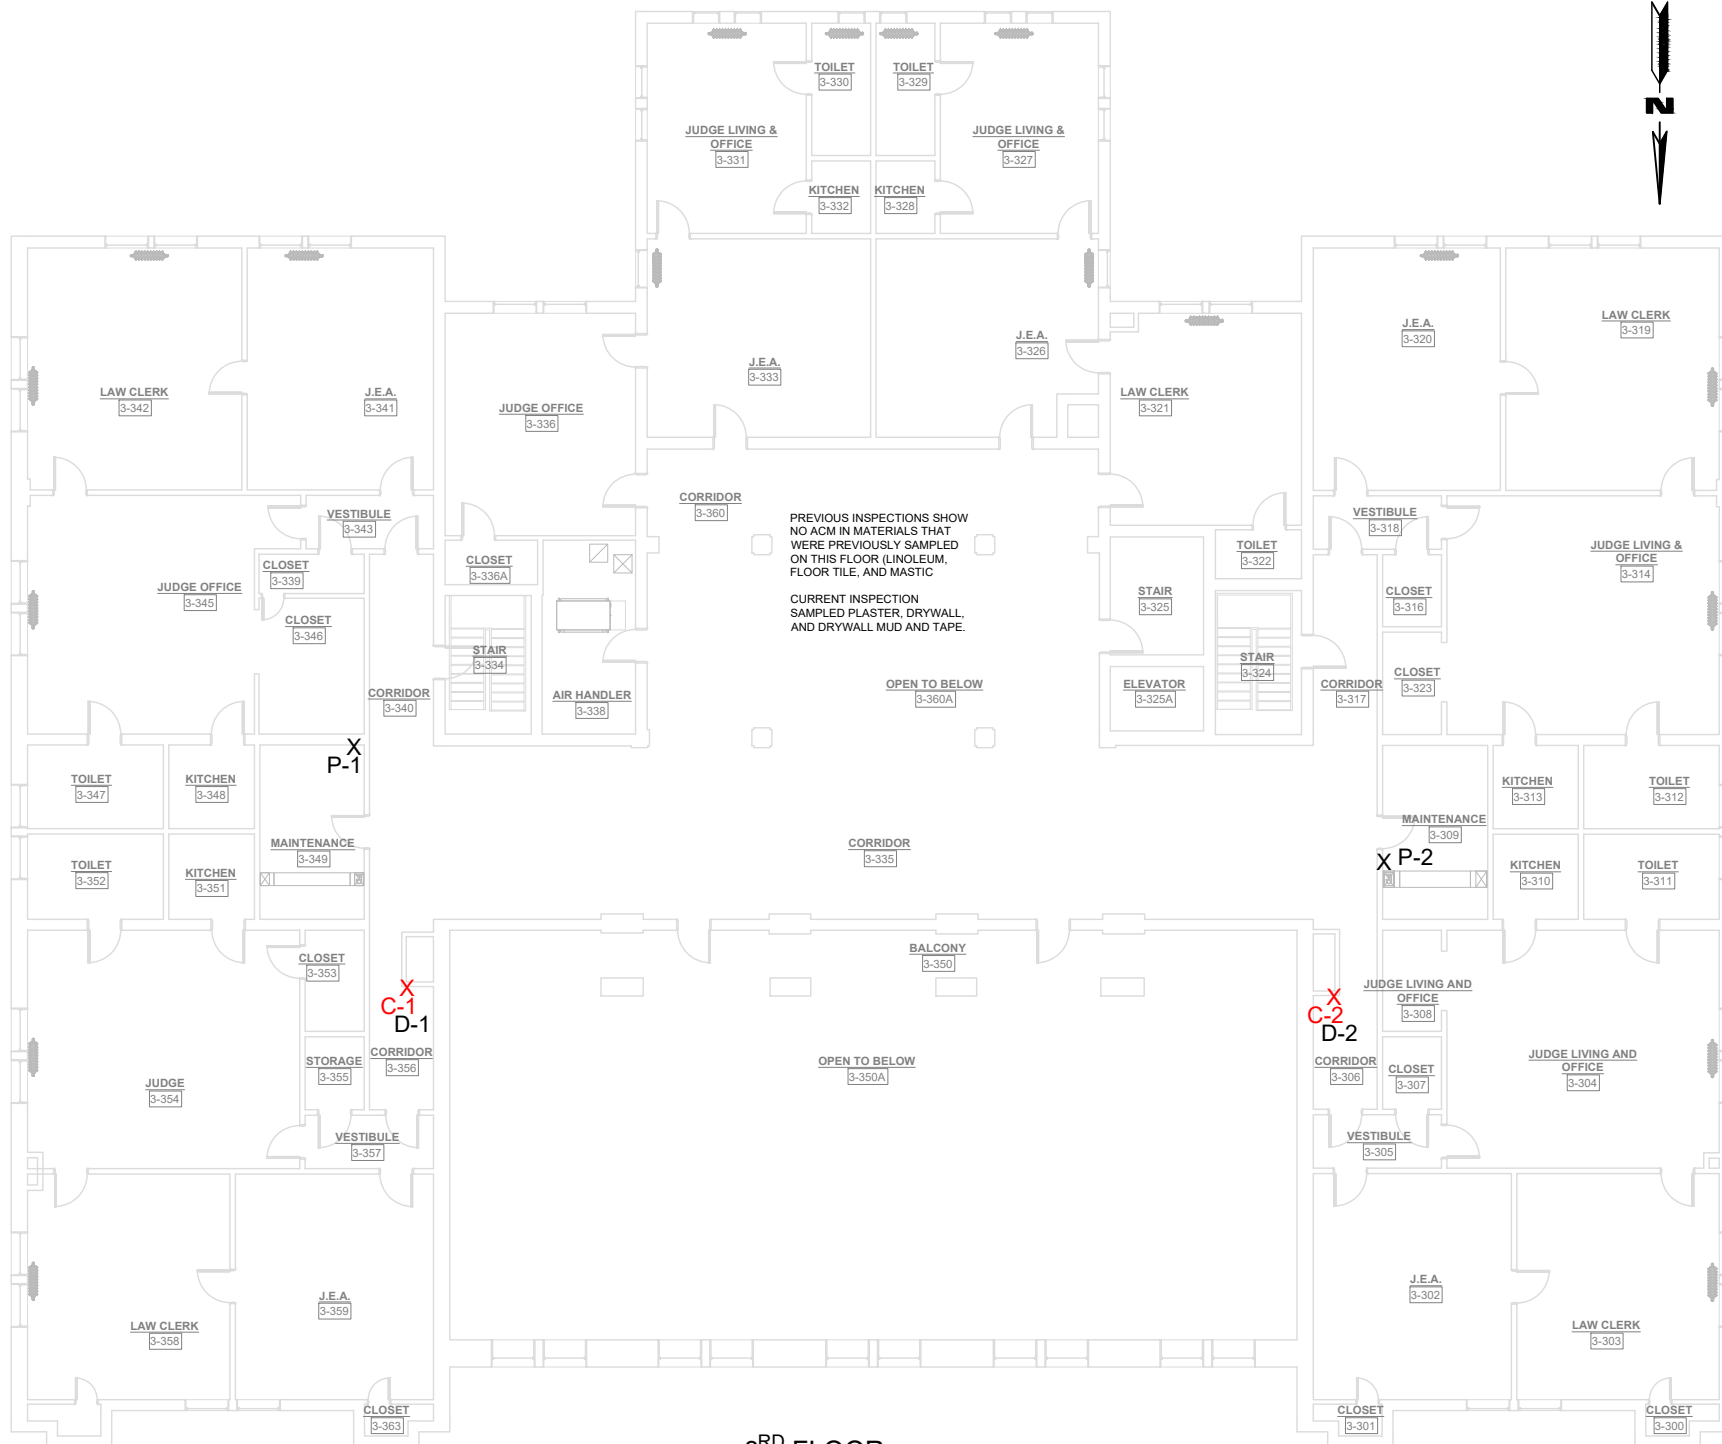 N
TOILET
3-330
TOILET
3-329
JUDGE LIVING &
OFFICE
3-331
JUDGE LIVING &
OFFICE
3-327
KITCHEN
3-332
KITCHEN
3-328
LAW CLERK
3-342
J.E.A.
3-341
JUDGE OFFICE
3-336
J.E.A.
3-333
J.E.A.
3-326
LAW CLERK
3-321
J.E.A.
3-320
LAW CLERK
3-319
CORRIDOR
3-360
PREVIOUS INSPECTIONS SHOW
NO ACM IN MATERIALS THAT
WERE PREVIOUSLY SAMPLED
ON THIS FLOOR (LINOLEUM,
FLOOR TILE, AND MASTIC
CURRENT INSPECTION
SAMPLED PLASTER, DRYWALL,
AND DRYWALL MUD AND TAPE.
VESTIBULE
3-343
VESTIBULE
3-318
CLOSET
3-339
CLOSET
3-336A
TOILET
3-322
JUDGE LIVING &
OFFICE
3-314
JUDGE OFFICE
3-345
CLOSET
3-346
STAIR
3-325
CLOSET
3-316
STAIR
3-334
STAIR
3-324
CORRIDOR
3-340
AIR HANDLER
3-338
OPEN TO BELOW
3-360A
ELEVATOR
3-325A
CORRIDOR
3-317
CLOSET
3-323
X
P-1
TOILET
3-347
KITCHEN
3-348
KITCHEN
3-313
TOILET
3-312
MAINTENANCE
3-349
CORRIDOR
3-335
MAINTENANCE
3-309
X P-2
TOILET
3-352
KITCHEN
3-351
KITCHEN
3-310
TOILET
3-311
CLOSET
3-353
BALCONY
3-350
X
C-1
D-1
X
C-2
D-2
JUDGE LIVING AND
OFFICE
3-308
STORAGE
3-355
CORRIDOR
3-356
OPEN TO BELOW
3-350A
CORRIDOR
3-306
CLOSET
3-307
JUDGE LIVING AND
OFFICE
3-304
JUDGE
3-354
VESTIBULE
3-357
VESTIBULE
3-305
J.E.A.
3-359
LAW CLERK
3-358
J.E.A.
3-302
LAW CLERK
3-303
CLOSET
3-363
CLOSET
3-301
CLOSET
3-300
3RD FLOOR